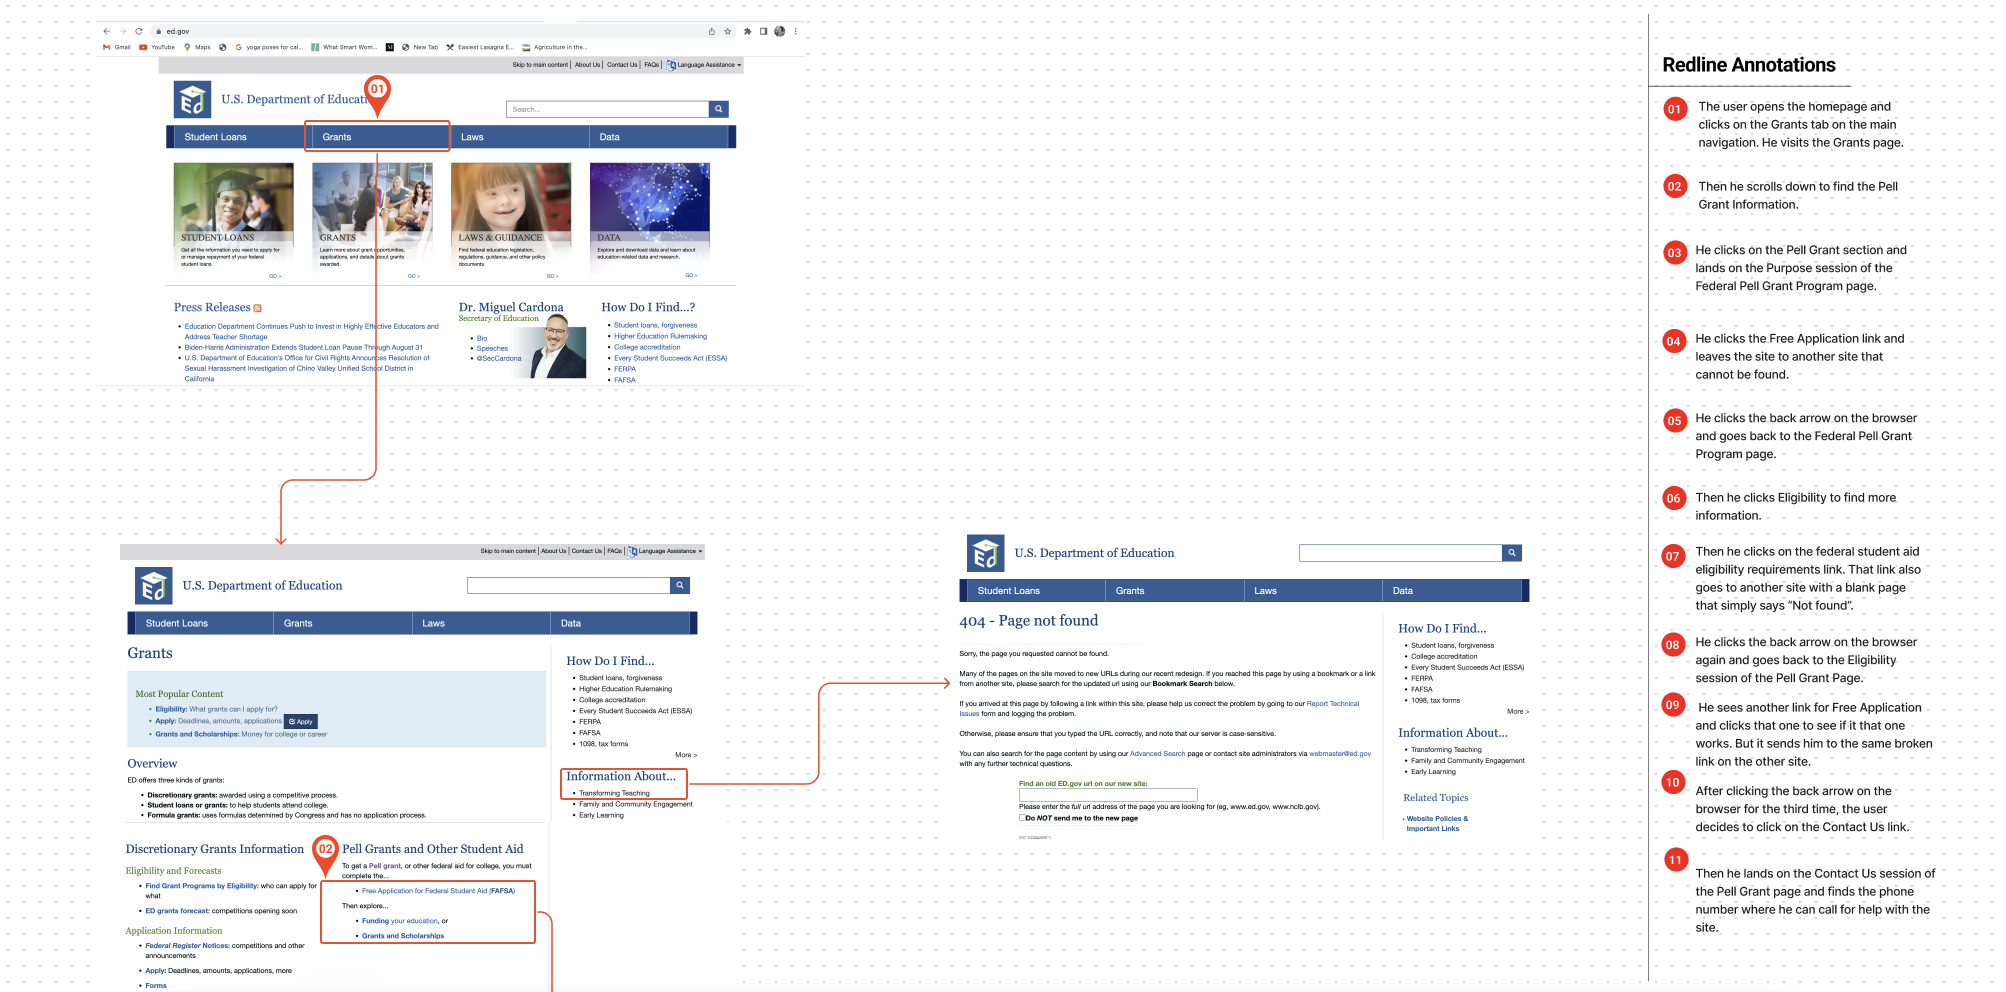 ed.gov
Gmail YouTube Maps yoga poses for cal... What Smart Wom... M New Tab Easiest Lasagna E... Agriculture in the...
Skip to main content | About Us | Contact Us | FAQs | Language Assistance
Ed
U.S. Department of Educati
01
Search...
Student Loans Grants Laws Data
STUDENT LOANS
Get all the information you need to apply for
or manage repayment of your federal
student loans.
GO >
GRANTS
Learn more about grant opportunities,
applications, and details about grants
awarded.
GO >
LAWS & GUIDANCE
Find federal education legislation,
regulations, guidance, and other policy
documents.
GO >
DATA
Explore and download data and learn about
education-related data and research.
GO >
Press Releases
• Education Department Continues Push to Invest in Highly Effective Educators and
Address Teacher Shortage
• Biden-Harris Administration Extends Student Loan Pause Through August 31
• U.S. Department of Education's Office for Civil Rights Announces Resolution of
Sexual Harassment Investigation of Chino Valley Unified School District in
California
Dr. Miguel Cardona
Secretary of Education
• Bio
• Speeches
• @SecCardona
How Do I Find...?
• Student loans, forgiveness
• Higher Education Rulemaking
• College accreditation
• Every Student Succeeds Act (ESSA)
• FERPA
• FAFSA
Skip to main content | About Us | Contact Us | FAQs | Language Assistance
Ed
U.S. Department of Education
Student Loans Grants Laws Data
Grants
Most Popular Content
• Eligibility: What grants can I apply for?
• Apply: Deadlines, amounts, applications Apply
• Grants and Scholarships: Money for college or career
Overview
ED offers three kinds of grants:
• Discretionary grants: awarded using a competitive process.
• Student loans or grants: to help students attend college.
• Formula grants: uses formulas determined by Congress and has no application process.
How Do I Find...
• Student loans, forgiveness
• Higher Education Rulemaking
• College accreditation
• Every Student Succeeds Act (ESSA)
• FERPA
• FAFSA
• 1098, tax forms
More >
Information About...
• Transforming Teaching
• Family and Community Engagement
• Early Learning
Discretionary Grants Information
Eligibility and Forecasts
• Find Grant Programs by Eligibility: who can apply for
what
• ED grants forecast: competitions opening soon
Application Information
• Federal Register Notices: competitions and other
announcements
• Apply: Deadlines, amounts, applications, more
• Forms
02
Pell Grants and Other Student Aid
To get a Pell grant, or other federal aid for college, you must
complete the...
• Free Application for Federal Student Aid (FAFSA)
Then explore...
• Funding your education, or
• Grants and Scholarships
Ed
U.S. Department of Education
Student Loans Grants Laws Data
404 - Page not found
Sorry, the page you requested cannot be found.
Many of the pages on the site moved to new URLs during our recent redesign. If you reached this page by using a bookmark or a link
from another site, please search for the updated url using our Bookmark Search below.
If you arrived at this page by following a link within this site, please help us correct the problem by going to our Report Technical
Issues form and logging the problem.
Otherwise, please ensure that you typed the URL correctly, and note that our server is case-sensitive.
You can also search for the page content by using our Advanced Search page or contact site administrators via webmaster@ed.gov
with any further technical questions.
Find an old ED.gov url on our new site:
Please enter the full url address of the page you are looking for (eg, www.ed.gov, www.nclb.gov).
Do NOT send me to the new page
How Do I Find...
• Student loans, forgiveness
• College accreditation
• Every Student Succeeds Act (ESSA)
• FERPA
• FAFSA
• 1098, tax forms
More >
Information About...
• Transforming Teaching
• Family and Community Engagement
• Early Learning
Related Topics
• Website Policies &
Important Links
Redline Annotations
01 The user opens the homepage and
clicks on the Grants tab on the main
navigation. He visits the Grants page.
02 Then he scrolls down to find the Pell
Grant Information.
03 He clicks on the Pell Grant section and
lands on the Purpose session of the
Federal Pell Grant Program page.
04 He clicks the Free Application link and
leaves the site to another site that
cannot be found.
05 He clicks the back arrow on the browser
and goes back to the Federal Pell Grant
Program page.
06 Then he clicks Eligibility to find more
information.
07 Then he clicks on the federal student aid
eligibility requirements link. That link also
goes to another site with a blank page
that simply says “Not found”.
08 He clicks the back arrow on the browser
again and goes back to the Eligibility
session of the Pell Grant Page.
09 He sees another link for Free Application
and clicks that one to see if it that one
works. But it sends him to the same broken
link on the other site.
10 After clicking the back arrow on the
browser for the third time, the user
decides to click on the Contact Us link.
11 Then he lands on the Contact Us session of
the Pell Grant page and finds the phone
number where he can call for help with the
site.